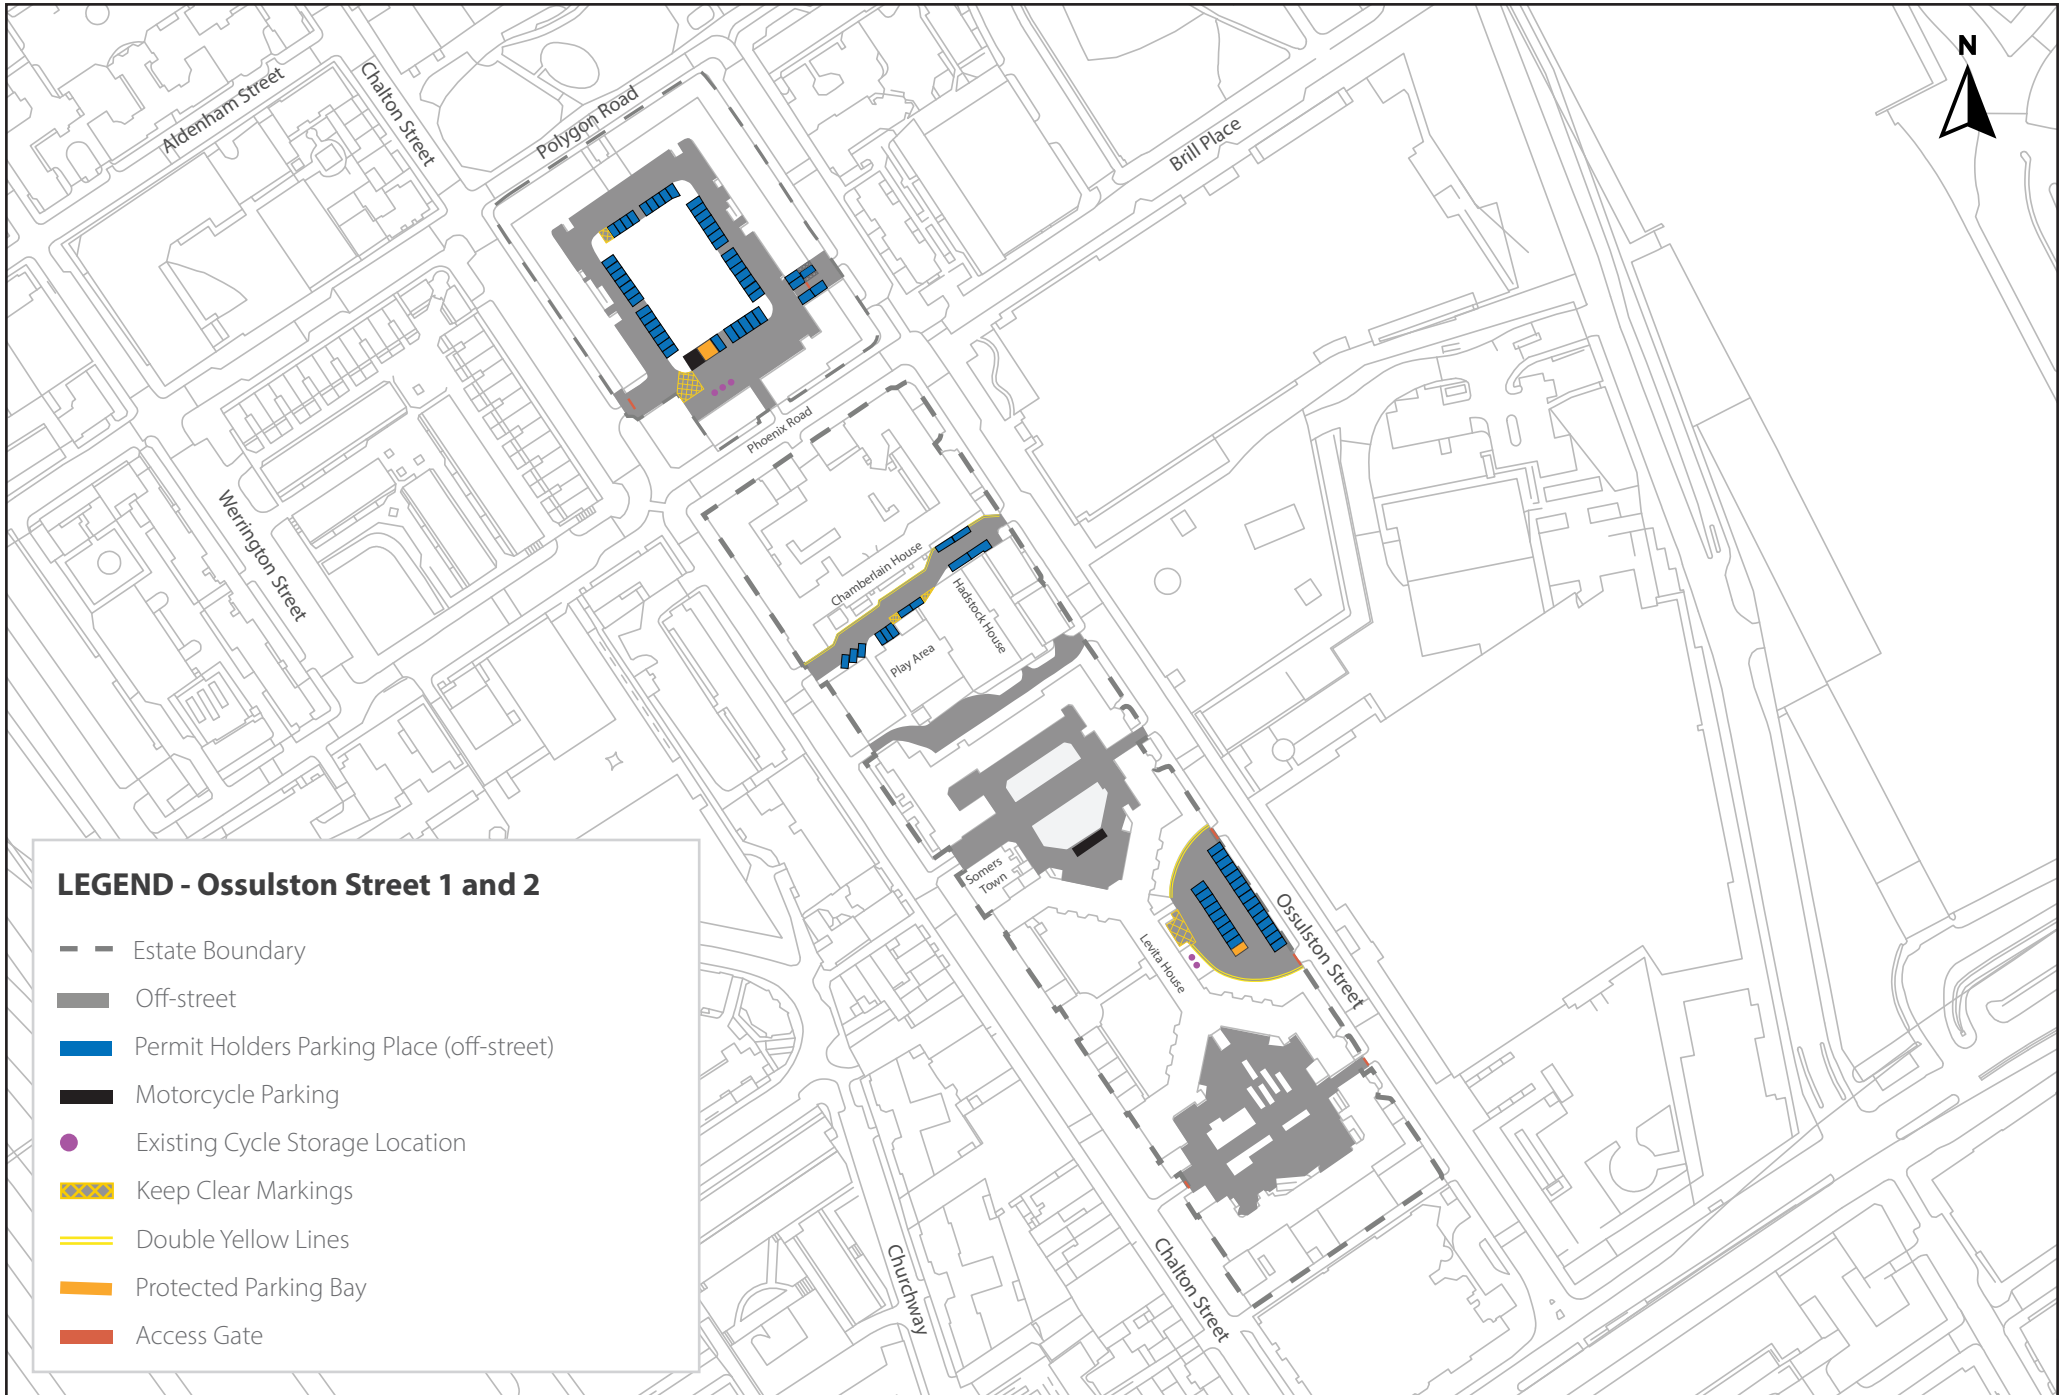 N
Aldenham Street
Chalton Street
Polygon Road
Brill Place
Phoenix Road
Werrington Street
Chamberlain House
Hadstock House
Play Area
Somers
Town
Levita House
Ossulston Street
Churchway
Chalton Street
LEGEND - Ossulston Street 1 and 2
Estate Boundary
Off-street
Permit Holders Parking Place (off-street)
Motorcycle Parking
Existing Cycle Storage Location
Keep Clear Markings
Double Yellow Lines
Protected Parking Bay
Access Gate